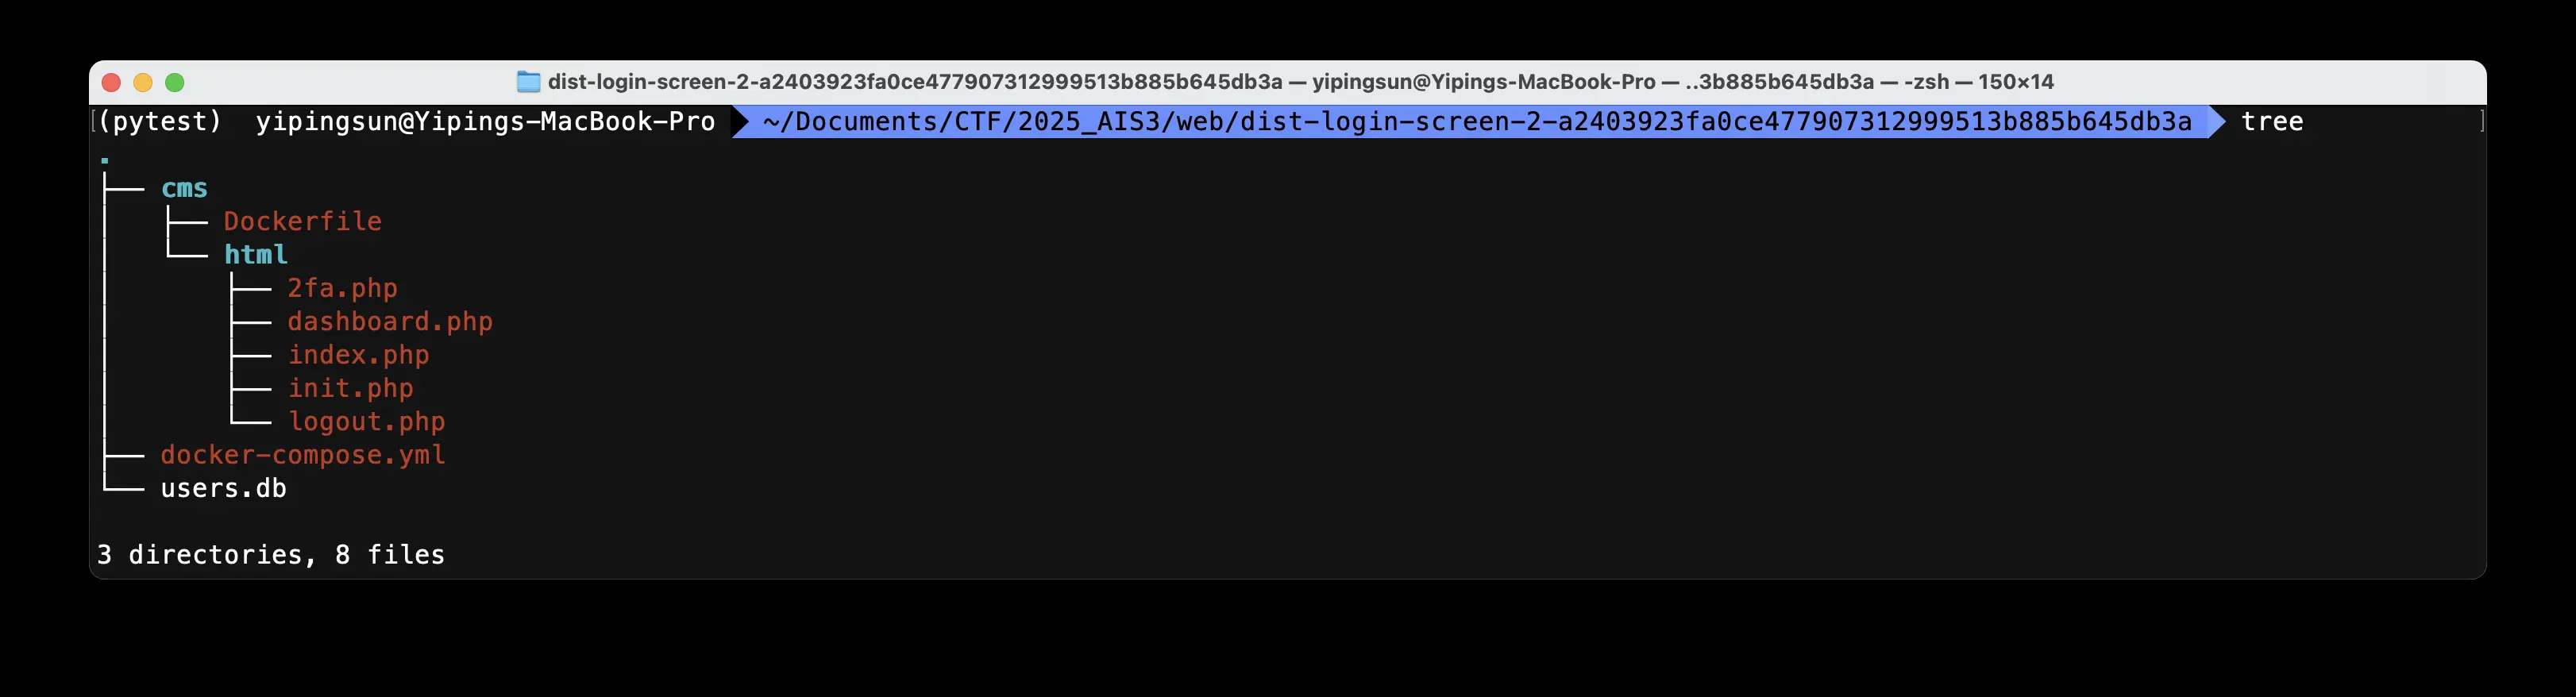 dist-login-screen-2-a2403923fa0ce477907312999513b885b645db3a — yipingsun@Yipings-MacBook-Pro — ..3b885b645db3a — -zsh — 150×14
[(pytest)  yipingsun@Yipings-MacBook-Pro  ~/Documents/CTF/2025_AIS3/web/dist-login-screen-2-a2403923fa0ce477907312999513b885b645db3a  tree ]
.
├── cms
│   ├── Dockerfile
│   └── html
│       ├── 2fa.php
│       ├── dashboard.php
│       ├── index.php
│       ├── init.php
│       └── logout.php
├── docker-compose.yml
└── users.db
3 directories, 8 files